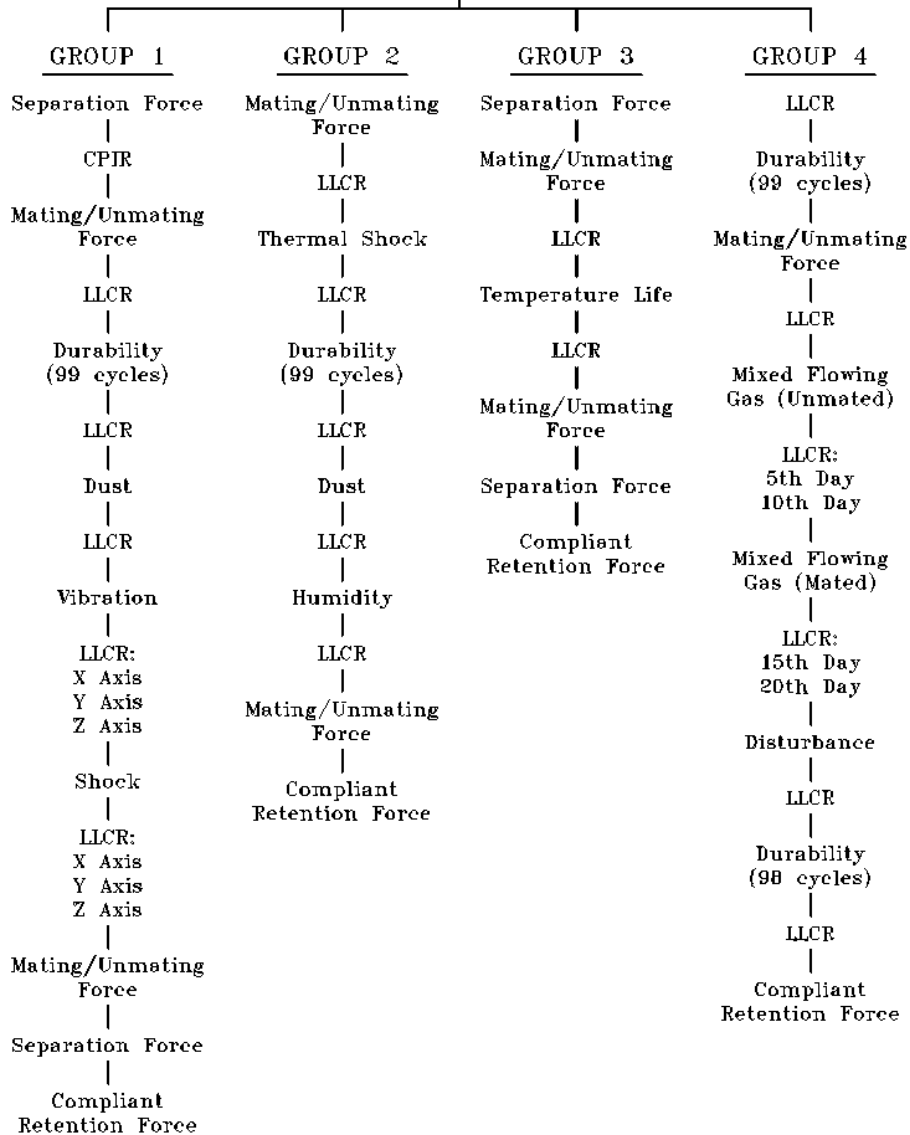 GROUP 1
Separation Force
CPIR
Mating/Unmating
Force
LLCR
Durability
(99 cycles)
LLCR
Dust
LLCR
Vibration
LLCR:
X Axis
Y Axis
Z Axis
Shock
LLCR:
X Axis
Y Axis
Z Axis
Mating/Unmating
Force
Separation Force
Compliant
Retention Force
GROUP 2
Mating/Unmating
Force
LLCR
Thermal Shock
LLCR
Durability
(99 cycles)
LLCR
Dust
LLCR
Humidity
LLCR
Mating/Unmating
Force
Compliant
Retention Force
GROUP 3
Separation Force
Mating/Unmating
Force
LLCR
Temperature Life
LLCR
Mating/Unmating
Force
Separation Force
Compliant
Retention Force
GROUP 4
LLCR
Durability
(99 cycles)
Mating/Unmating
Force
LLCR
Mixed Flowing
Gas (Unmated)
LLCR:
5th Day
10th Day
Mixed Flowing
Gas (Mated)
LLCR:
15th Day
20th Day
Disturbance
LLCR
Durability
(98 cycles)
LLCR
Compliant
Retention Force